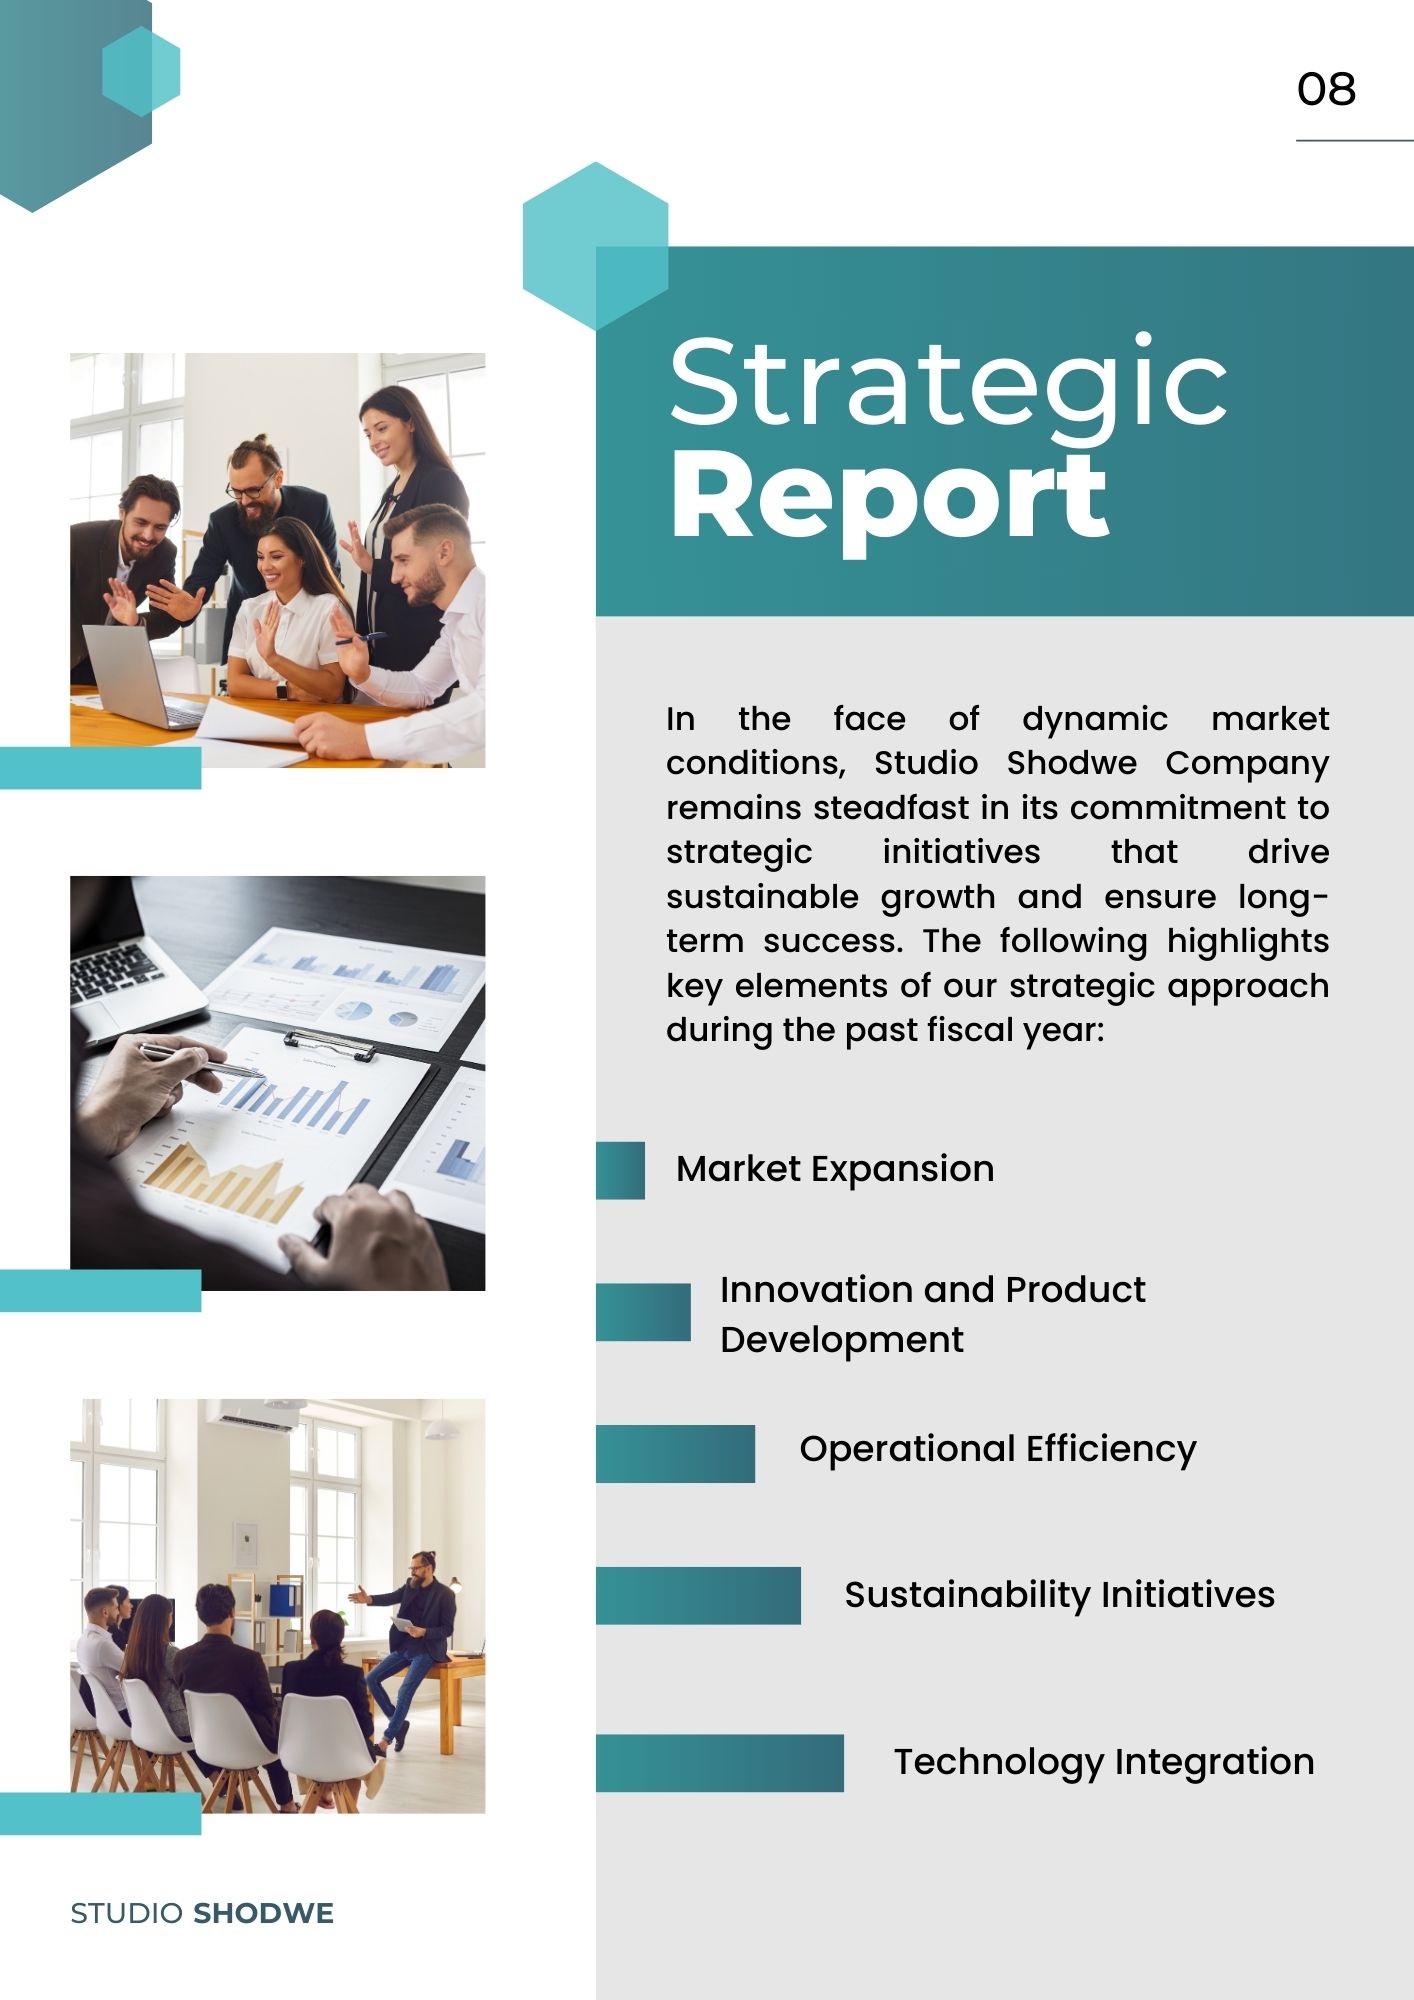 08
Strategic
Report
In the face of dynamic market
conditions, Studio Shodwe Company
remains steadfast in its commitment to
strategic initiatives that drive
sustainable growth and ensure long-
term success. The following highlights
key elements of our strategic approach
during the past fiscal year:
Market Expansion
Innovation and Product
Development
Operational Efficiency
Sustainability Initiatives
Technology Integration
STUDIO SHODWE